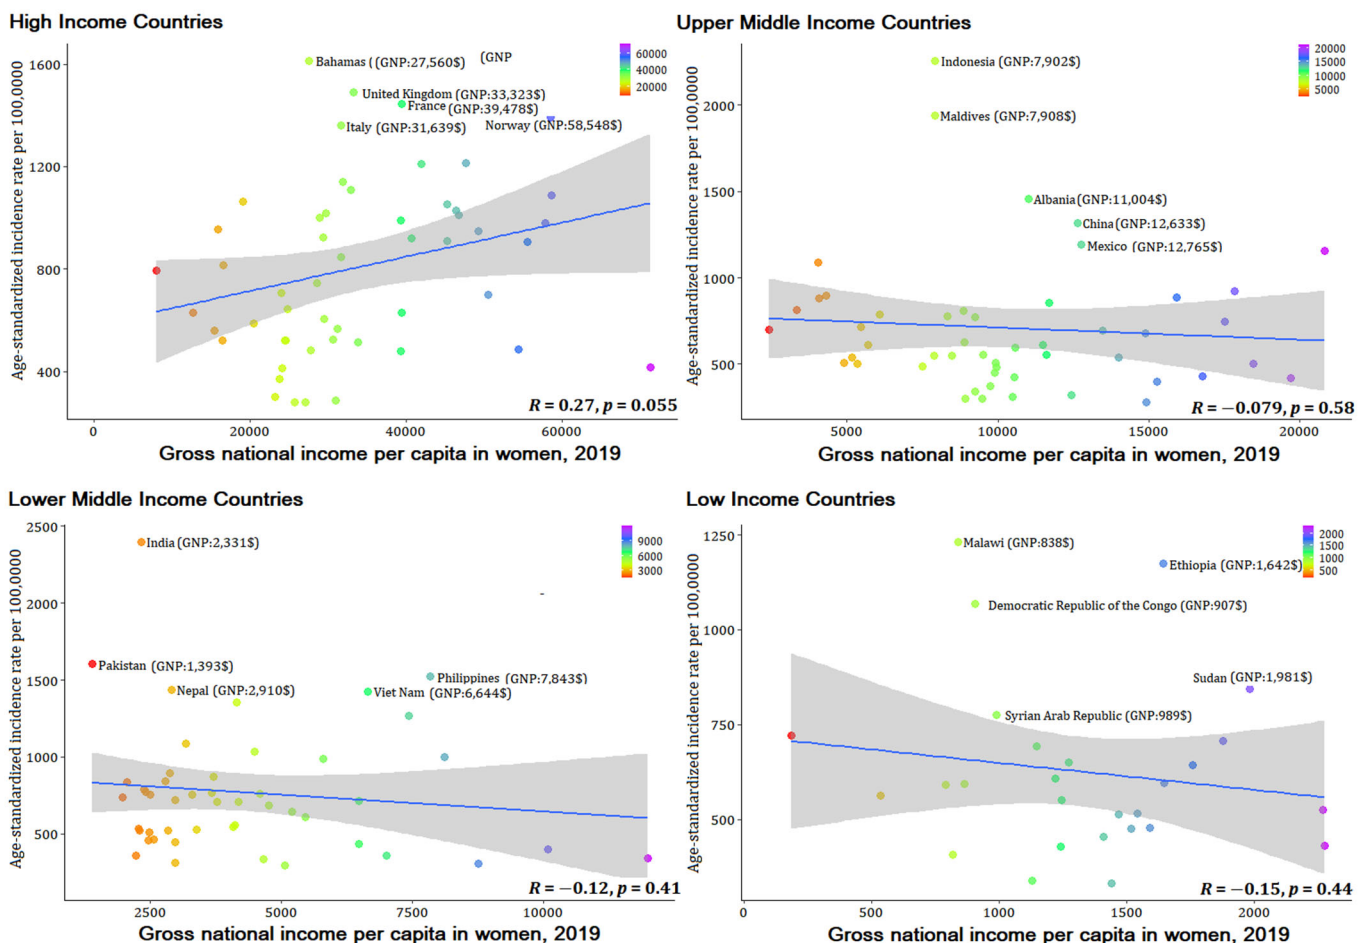 High Income Countries
Age-standardized incidence rate per 100,0000
1600
1200
800
400
0
20000
40000
60000
Bahamas ((GNP:27,560$)
(GNP
United Kingdom (GNP:33,323$)
France (GNP:39,478$)
Italy (GNP:31,639$)
Norway (GNP:58,548$)
60000
40000
20000
R = 0.27, p = 0.055
Gross national income per capita in women, 2019
Upper Middle Income Countries
Age-standardized incidence rate per 100,0000
2000
1500
1000
500
5000
10000
15000
20000
Indonesia (GNP:7,902$)
Maldives (GNP:7,908$)
Albania(GNP:11,004$)
China (GNP:12,633$)
Mexico (GNP:12,765$)
20000
15000
10000
5000
R = −0.079, p = 0.58
Gross national income per capita in women, 2019
Lower Middle Income Countries
Age-standardized incidence rate per 100,0000
2500
2000
1500
1000
500
2500
5000
7500
10000
India (GNP:2,331$)
Pakistan (GNP:1,393$)
Nepal (GNP:2,910$)
Philippines (GNP:7,843$)
Viet Nam (GNP:6,644$)
9000
6000
3000
R = −0.12, p = 0.41
Gross national income per capita in women, 2019
Low Income Countries
Age-standardized incidence rate per 100,0000
1250
1000
750
500
0
500
1000
1500
2000
Malawi (GNP:838$)
Ethiopia (GNP:1,642$)
Democratic Republic of the Congo (GNP:907$)
Sudan (GNP:1,981$)
Syrian Arab Republic (GNP:989$)
2000
1500
1000
500
R = −0.15, p = 0.44
Gross national income per capita in women, 2019